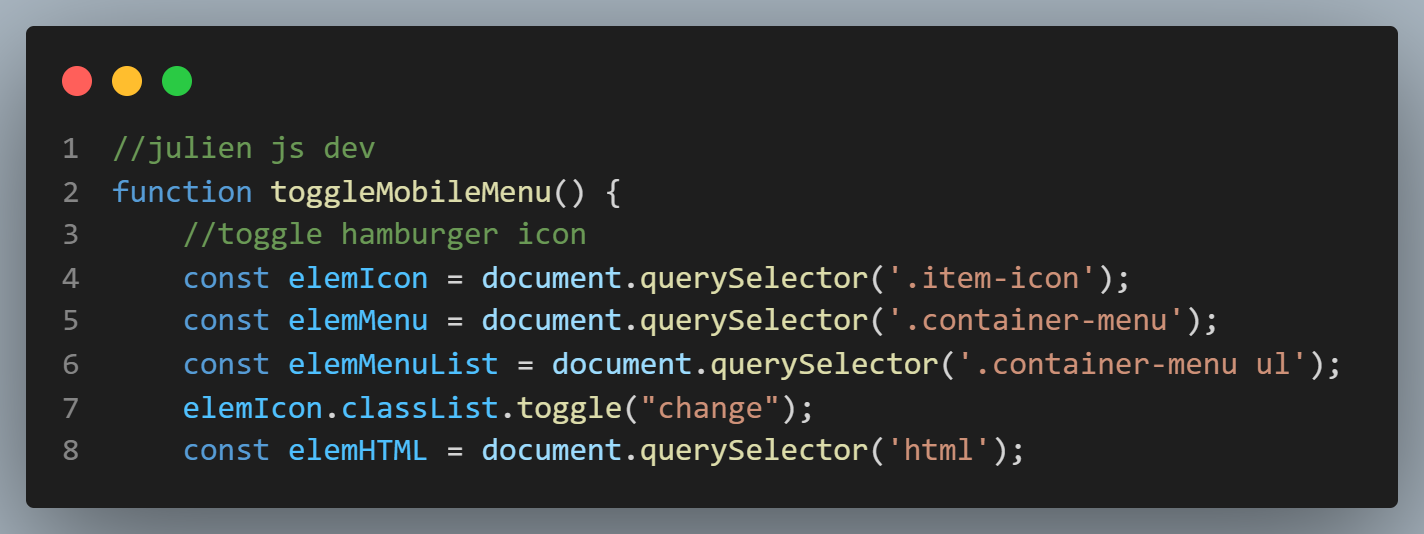 1 //julien js dev
2 function toggleMobileMenu() {
3     //toggle hamburger icon
4     const elemIcon = document.querySelector('.item-icon');
5     const elemMenu = document.querySelector('.container-menu');
6     const elemMenuList = document.querySelector('.container-menu ul');
7     elemIcon.classList.toggle("change");
8     const elemHTML = document.querySelector('html');